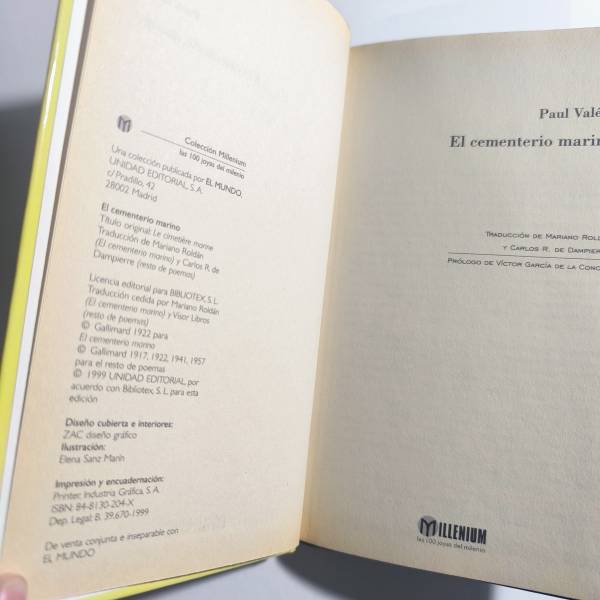 Colección Millenium
las 100 joyas del milenio
Una colección publicada por EL MUNDO,
UNIDAD EDITORIAL, S. A.
c/ Pradillo, 42
28002 Madrid
El cementerio marino
Título original: Le cimetière marine
Traducción de Mariano Roldán
(El cementerio marino) y Carlos R. de
Dampierre (resto de poemas)
Licencia editorial para BIBLIOTEX, S. L.
Traducción cedida por Mariano Roldán
(El cementerio marino) y Visor Libros
(resto de poemas)
© Gallimard 1922 para
El cementerio marino
© Gallimard 1917, 1922, 1941, 1957
para el resto de poemas
© 1999 UNIDAD EDITORIAL, por
acuerdo con Bibliotex, S. L. para esta
edición
Diseño cubierta e interiores:
ZAC diseño gráfico
Ilustración:
Elena Sanz Marín
Impresión y encuadernación:
Printer, Industria Gráfica, S. A.
ISBN: 84-8130-204-X
Dep. Legal: B. 39.670-1999
De venta conjunta e inseparable con
EL MUNDO
Paul Valé
El cementerio marin
TRADUCCIÓN DE MARIANO ROLD
Y CARLOS R. DE DAMPIER
PRÓLOGO DE VÍCTOR GARCÍA DE LA CONC
MILLENIUM
las 100 joyas del milenio